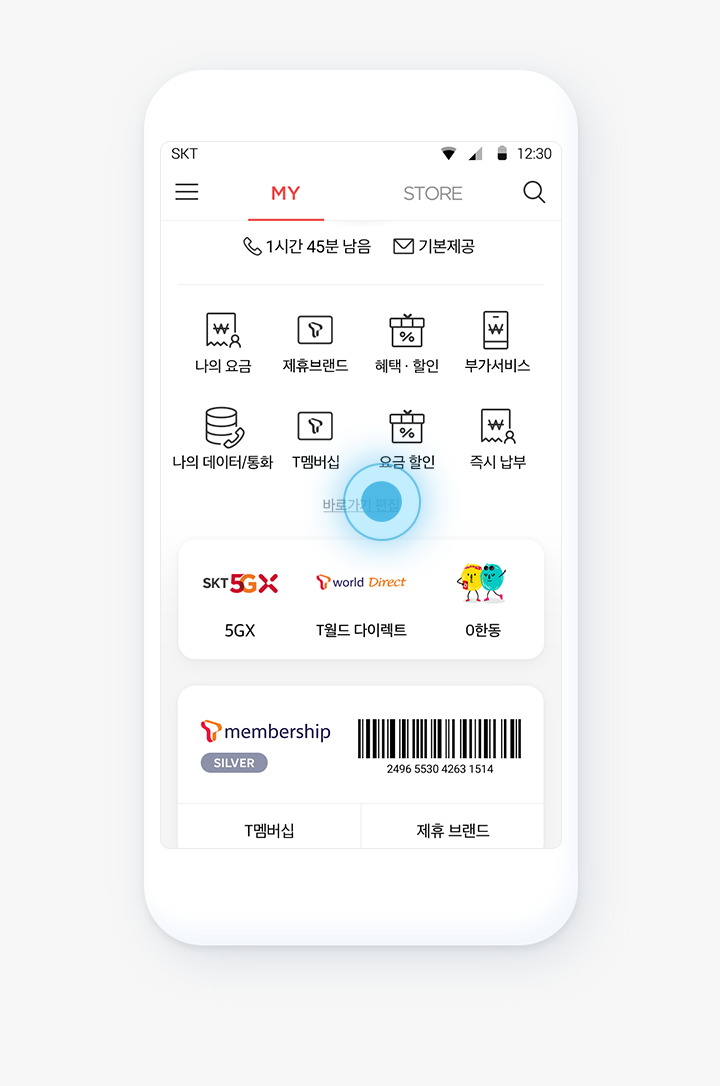 SKT 12:30
MY STORE
1시간 45분 남음 기본제공
나의 요금 제휴브랜드 혜택 · 할인 부가서비스
나의 데이터/통화 T멤버십 요금 할인 즉시 납부
바로가기 편집
SKT 5GX T world Direct
5GX T월드 다이렉트 0한동
T membership
SILVER
2496 5530 4263 1514
T멤버십 제휴 브랜드